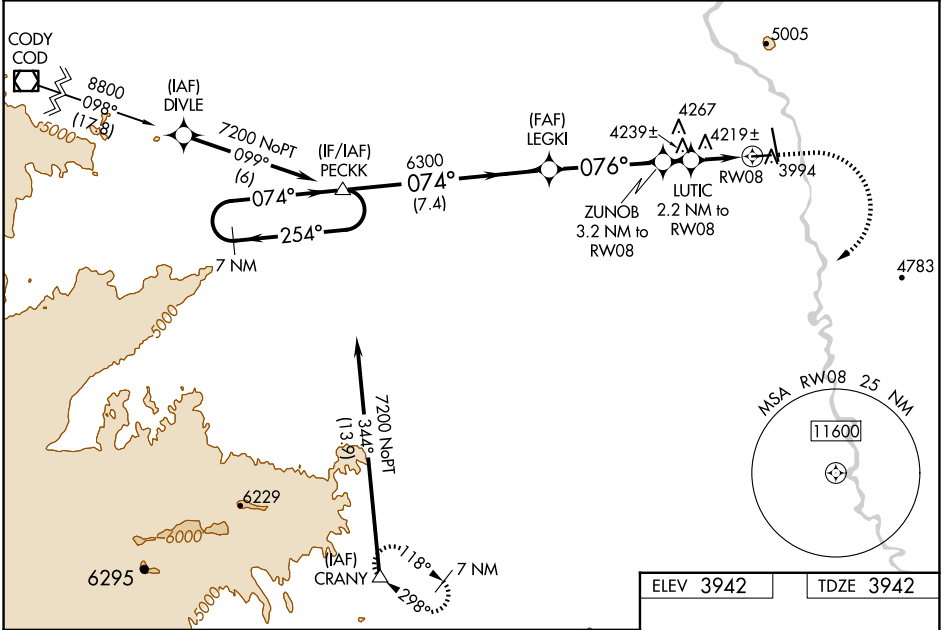 CODY
COD
8800
098°
(17.8)
5000
(IAF)
DIVLE
7200 NoPT
099°
(6)
(IF/IAF)
PECKK
074°
254°
7 NM
6300
074°
(7.4)
(FAF)
LEGKI
076°
4239±
4267
4219±
5005
ZUNOB
3.2 NM to
RW08
LUTIC
2.2 NM to
RW08
RW08
3994
4783
5000
7200 NoPT
344°
(13.9)
6229
6000
6295
5000
(IAF)
CRANY
118°
298°
7 NM
MSA RW08 25 NM
11600
ELEV 3942
TDZE 3942